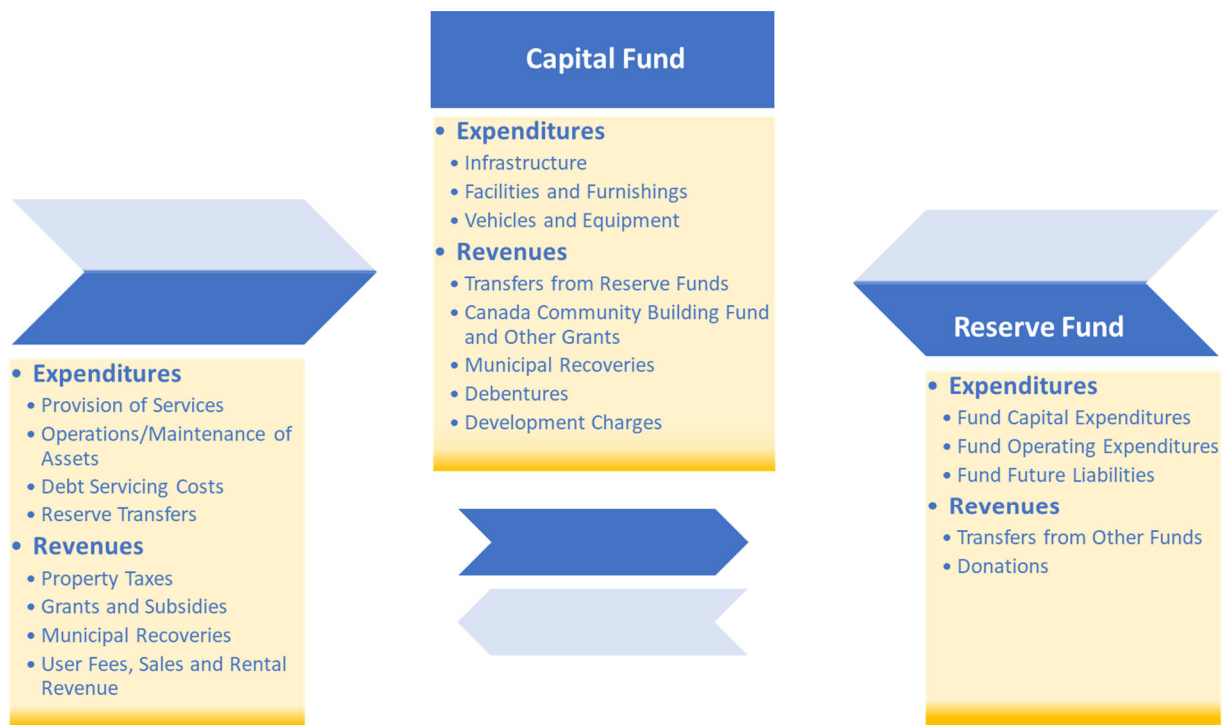 Capital Fund
• Expenditures
• Infrastructure
• Facilities and Furnishings
• Vehicles and Equipment
• Revenues
• Transfers from Reserve Funds
• Canada Community Building Fund
and Other Grants
• Municipal Recoveries
• Debentures
• Development Charges
• Expenditures
• Provision of Services
• Operations/Maintenance of
Assets
• Debt Servicing Costs
• Reserve Transfers
• Revenues
• Property Taxes
• Grants and Subsidies
• Municipal Recoveries
• User Fees, Sales and Rental
Revenue
Reserve Fund
• Expenditures
• Fund Capital Expenditures
• Fund Operating Expenditures
• Fund Future Liabilities
• Revenues
• Transfers from Other Funds
• Donations